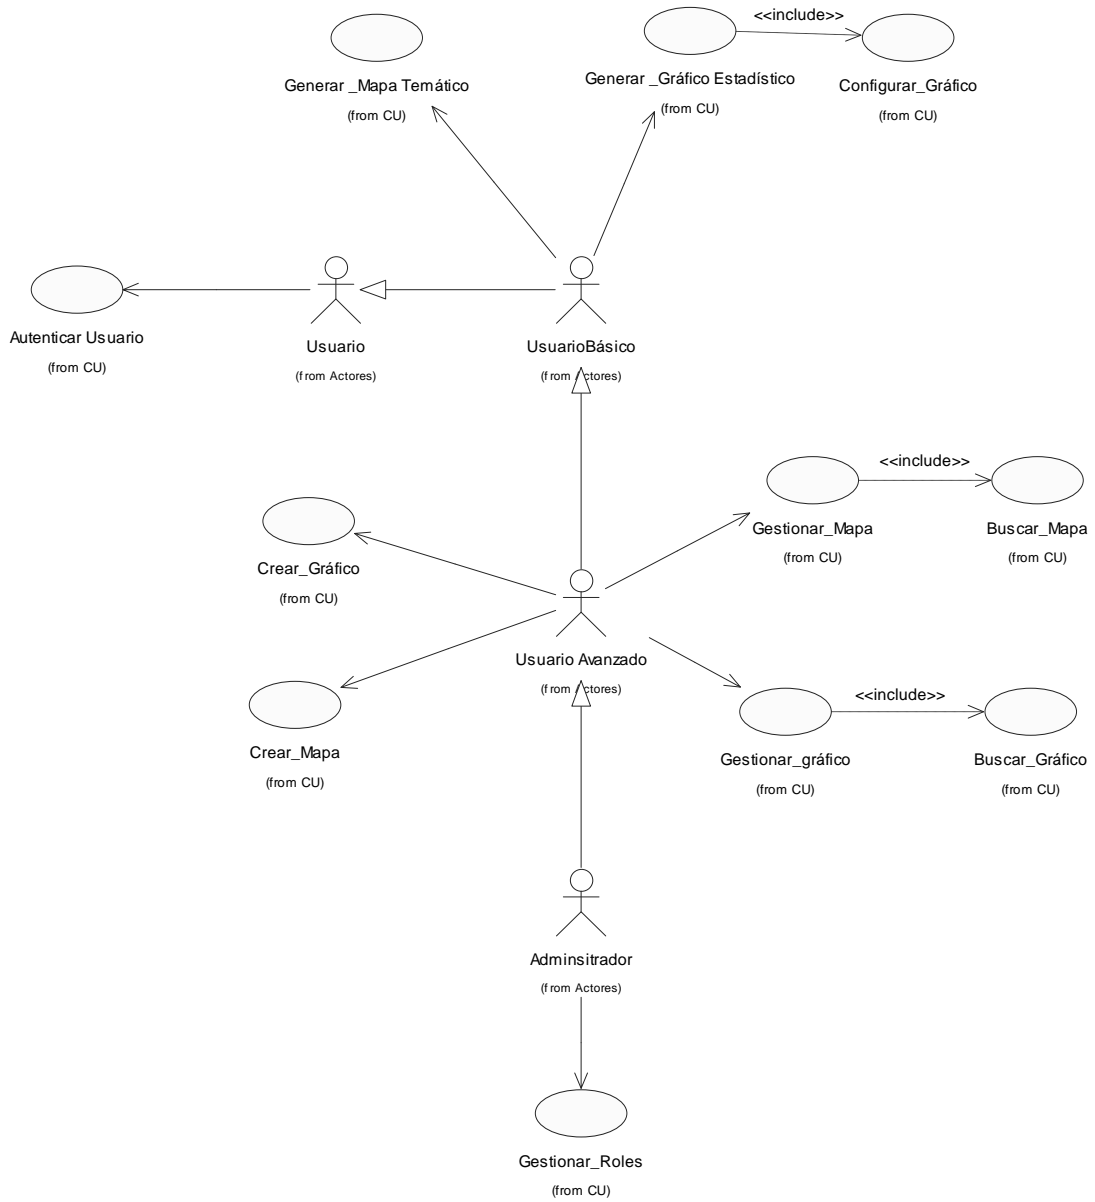 <<include>>
Generar _Mapa Temático
(from CU)
Generar _Gráfico Estadístico
(from CU)
Configurar_Gráfico
(from CU)
Autenticar Usuario
(from CU)
Usuario
(from Actores)
UsuarioBásico
(from Actores)
<<include>>
Gestionar_Mapa
(from CU)
Buscar_Mapa
(from CU)
Crear_Gráfico
(from CU)
Usuario Avanzado
(from Actores)
<<include>>
Crear_Mapa
(from CU)
Gestionar_gráfico
(from CU)
Buscar_Gráfico
(from CU)
Adminsitrador
(from Actores)
Gestionar_Roles
(from CU)